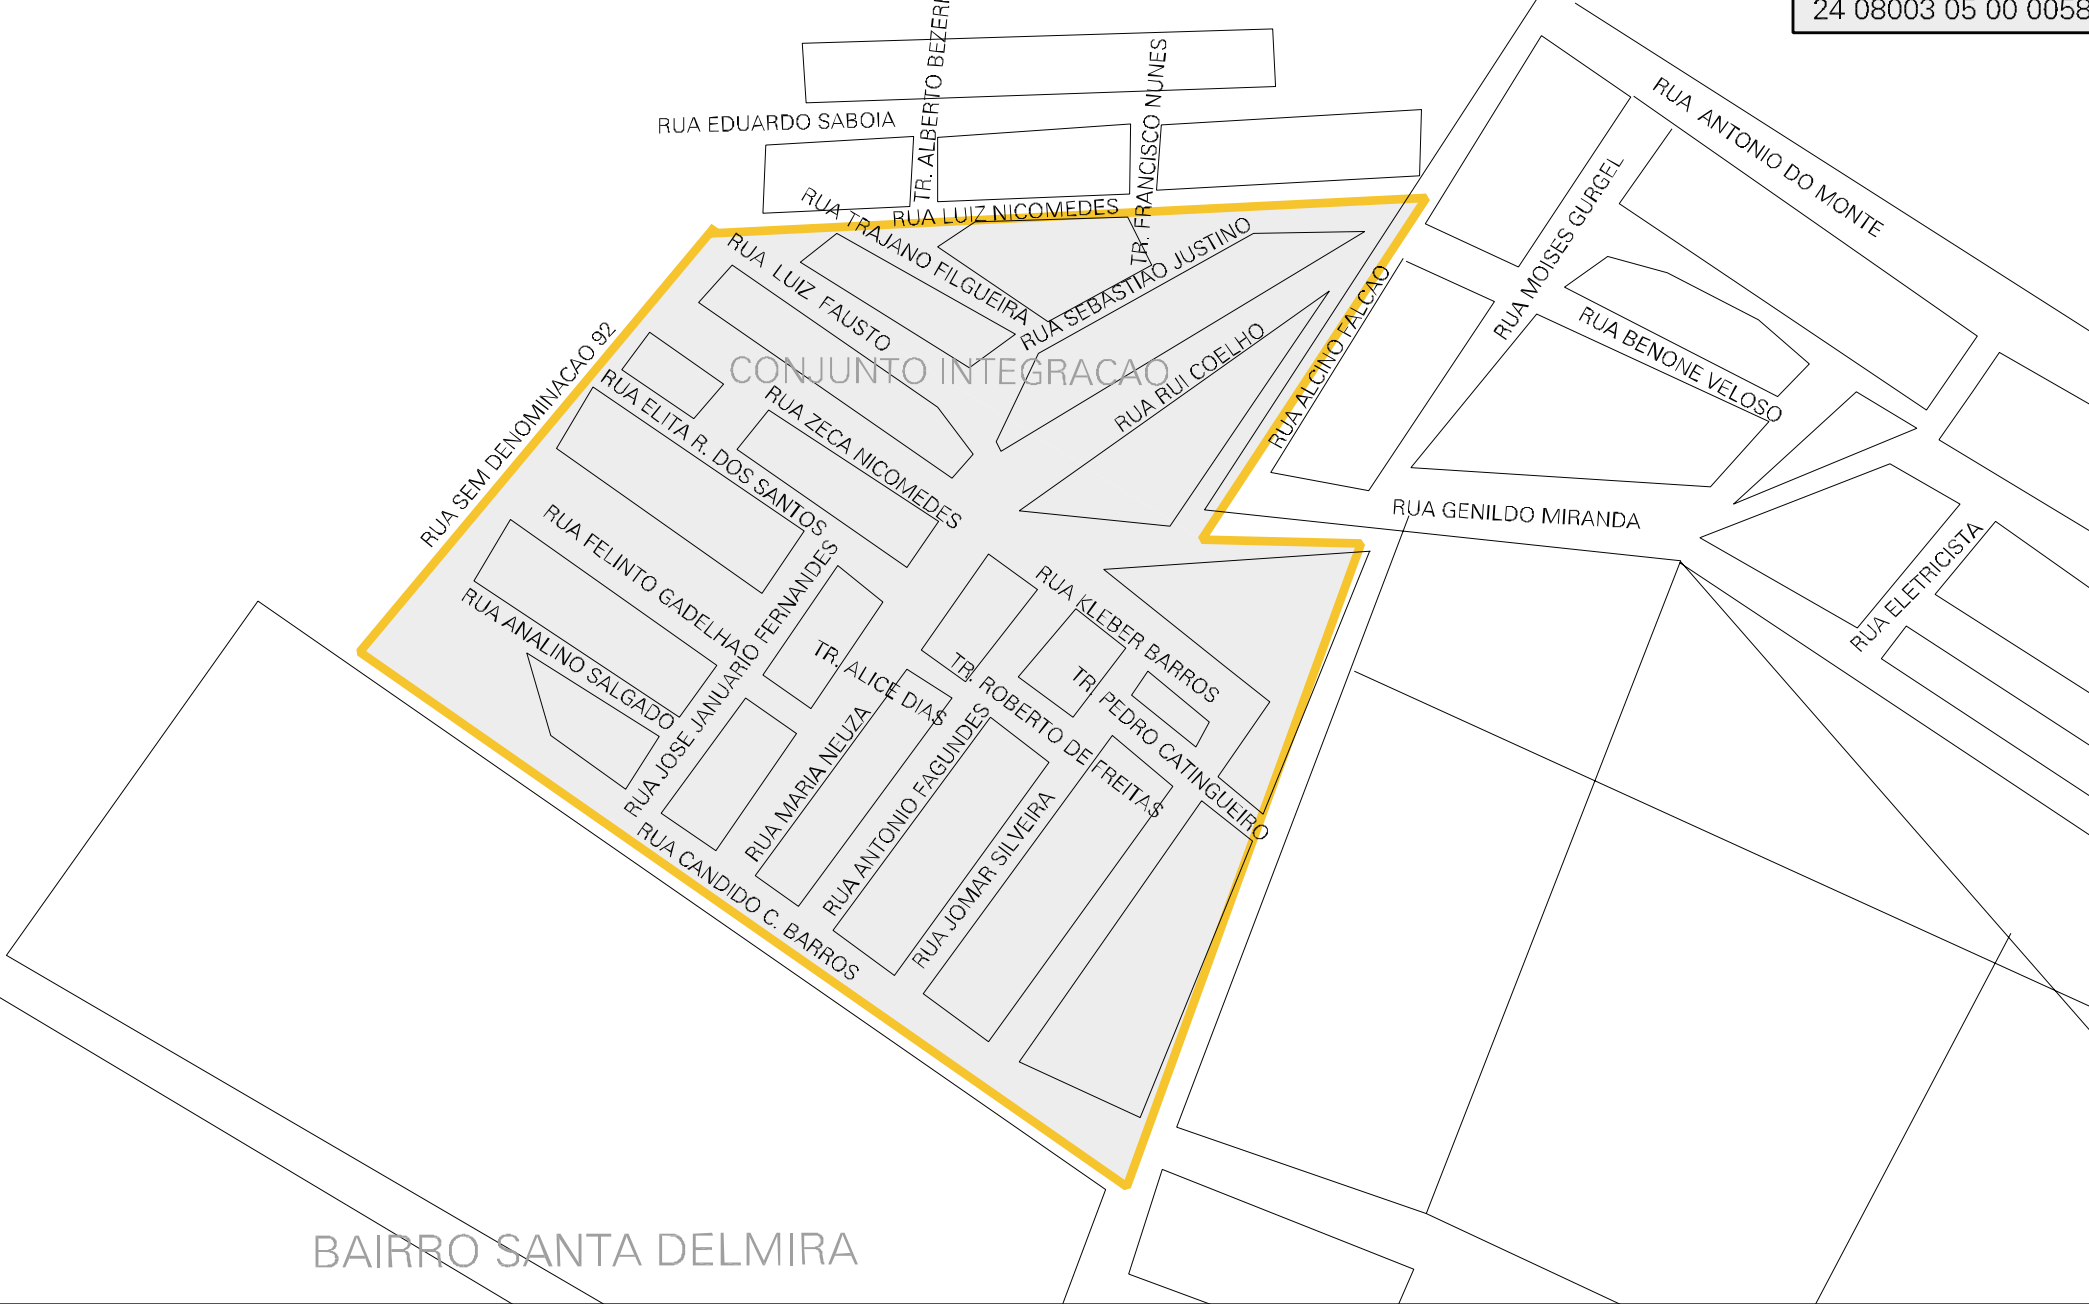 24 08003 05 00 0058
RUA EDUARDO SABOIA
TR. ALBERTO
TR. FRANCISCO NUNES
RUA ANTONIO DO MONTE
RUA MOISES GURGEL
RUA TRAJANO FILGUEIRA
RUA LUIZ NICOMEDES
RUA SEBASTIAO JUSTINO
RUA LUIZ FAUSTO
RUA ALCINO FALCAO
RUA BENONE VELOSO
RUA SEM DENOMINACAO 92
CONJUNTO INTEGRACAO
RUA RUI COELHO
RUA ELITA R. DOS SANTOS
RUA ZECA NICOMEDES
RUA GENILDO MIRANDA
RUA ELETRICISTA
RUA FELINTO GADELHA
RUA JOSE JANUARIO FERNANDES
RUA KLEBER BARROS
RUA ANALINO SALGADO
TR. ALICE DIAS
TR. ROBERTO DE FREITAS
TR. PEDRO CATINGUEIRO
RUA MARIA NEUZA
RUA ANTONIO FAGUNDES
RUA JOMAR SILVEIRA
RUA CANDIDO C. BARROS
BAIRRO SANTA DELMIRA